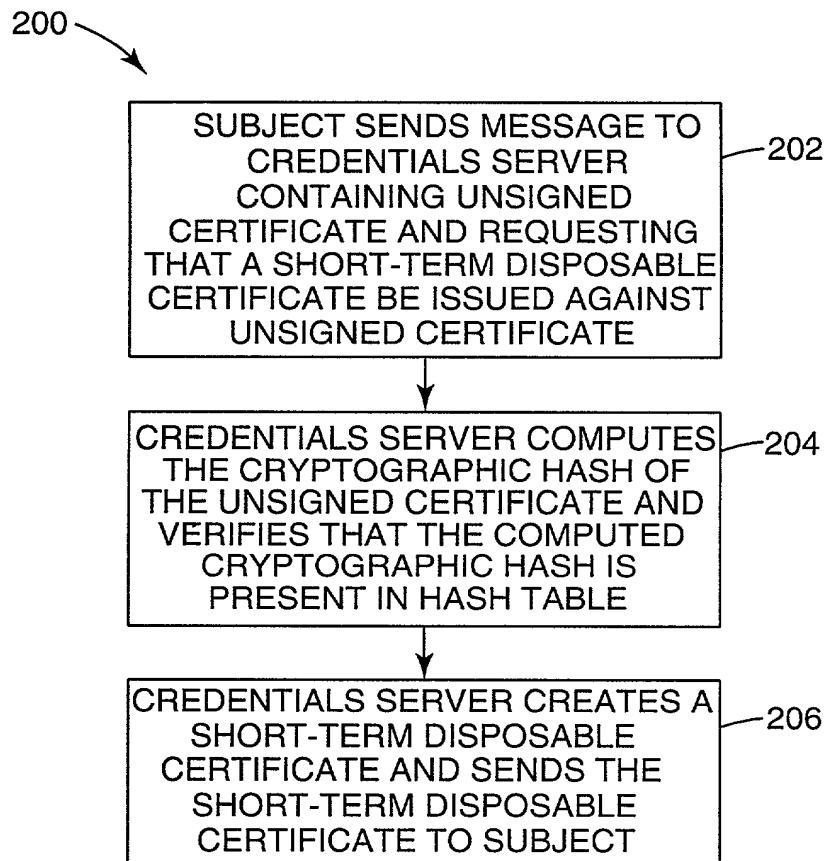 200
SUBJECT SENDS MESSAGE TO
CREDENTIALS SERVER
CONTAINING UNSIGNED
CERTIFICATE AND REQUESTING
THAT A SHORT-TERM DISPOSABLE
CERTIFICATE BE ISSUED AGAINST
UNSIGNED CERTIFICATE
202
CREDENTIALS SERVER COMPUTES
THE CRYPTOGRAPHIC HASH OF
THE UNSIGNED CERTIFICATE AND
VERIFIES THAT THE COMPUTED
CRYPTOGRAPHIC HASH IS
PRESENT IN HASH TABLE
204
CREDENTIALS SERVER CREATES A
SHORT-TERM DISPOSABLE
CERTIFICATE AND SENDS THE
SHORT-TERM DISPOSABLE
CERTIFICATE TO SUBJECT
206